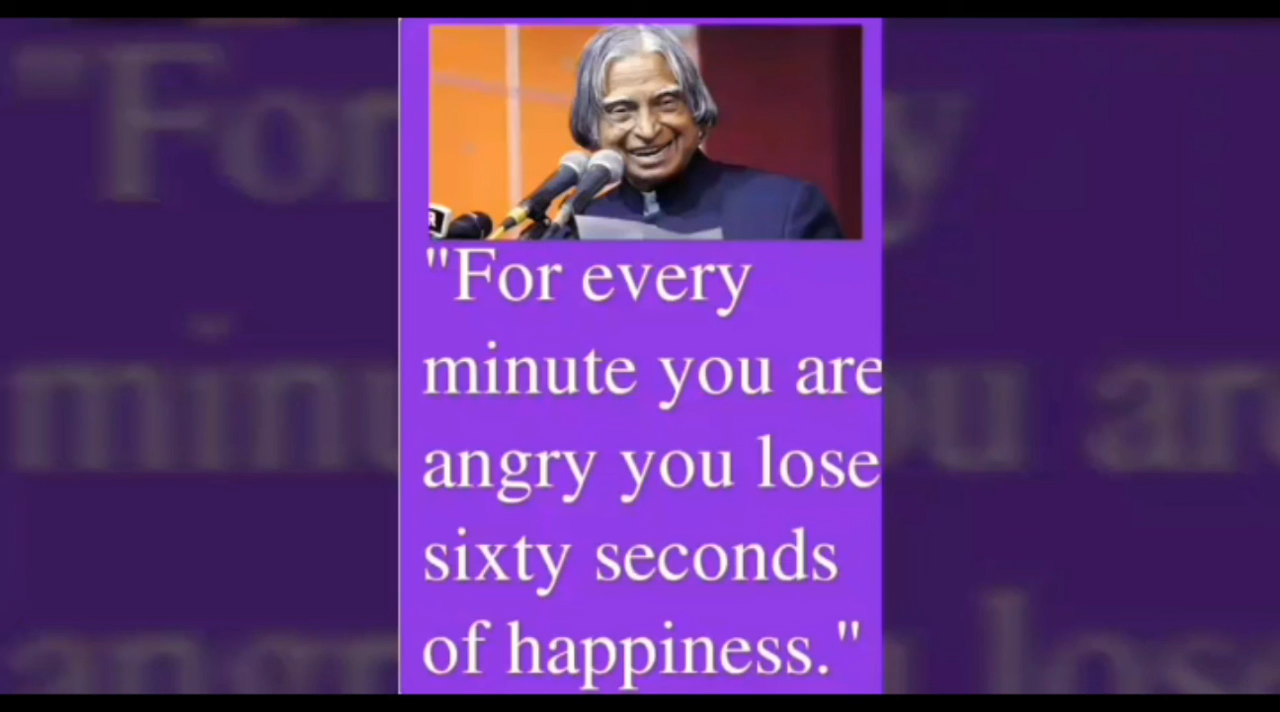 "For every
minute you are
angry you lose
sixty seconds
of happiness."